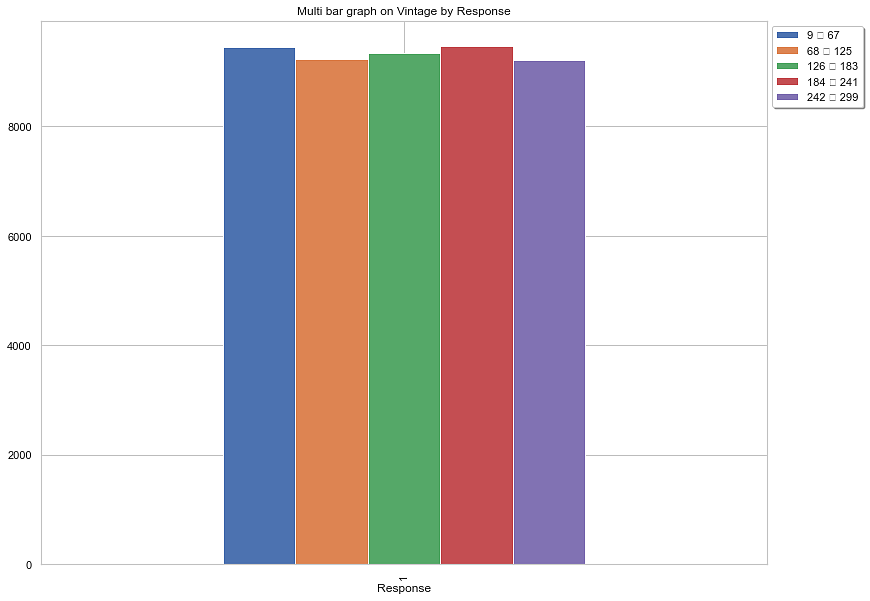 Multi bar graph on Vintage by Response
9 □ 67
68 □ 125
126 □ 183
184 □ 241
242 □ 299
8000
6000
4000
2000
0
1
Response